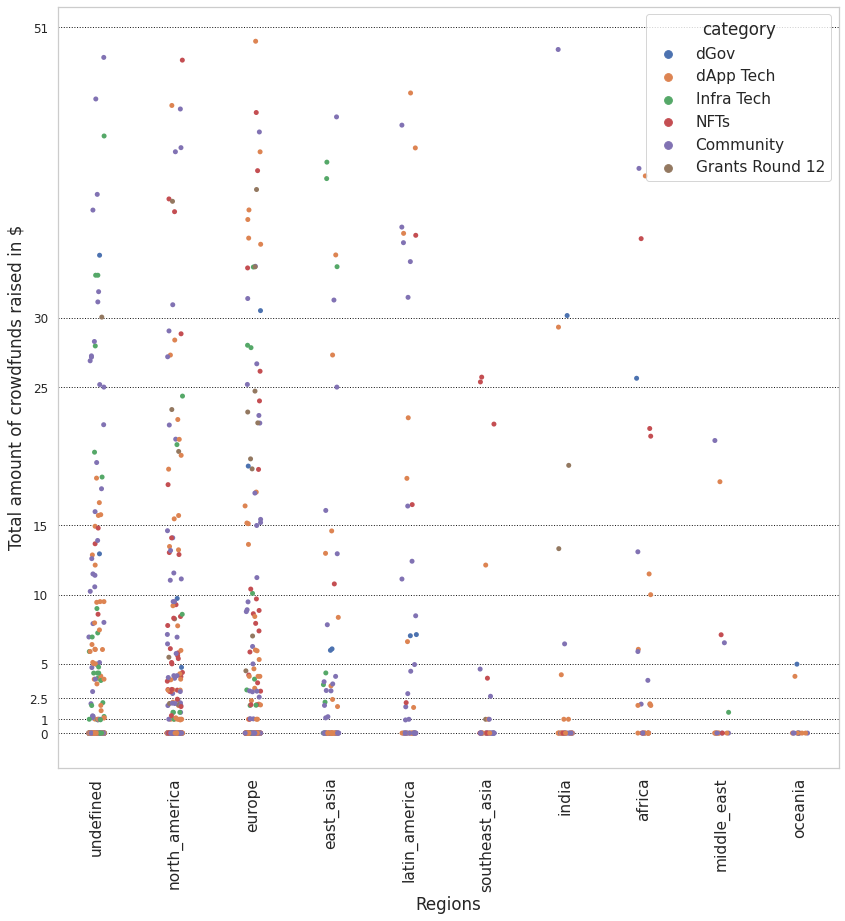 category
dGov
dApp Tech
Infra Tech
NFTs
Community
Grants Round 12
Total amount of crowdfunds raised in $
51
30
25
15
10
5
2.5
1
0
undefined
north_america
europe
east_asia
latin_america
southeast_asia
india
africa
middle_east
oceania
Regions